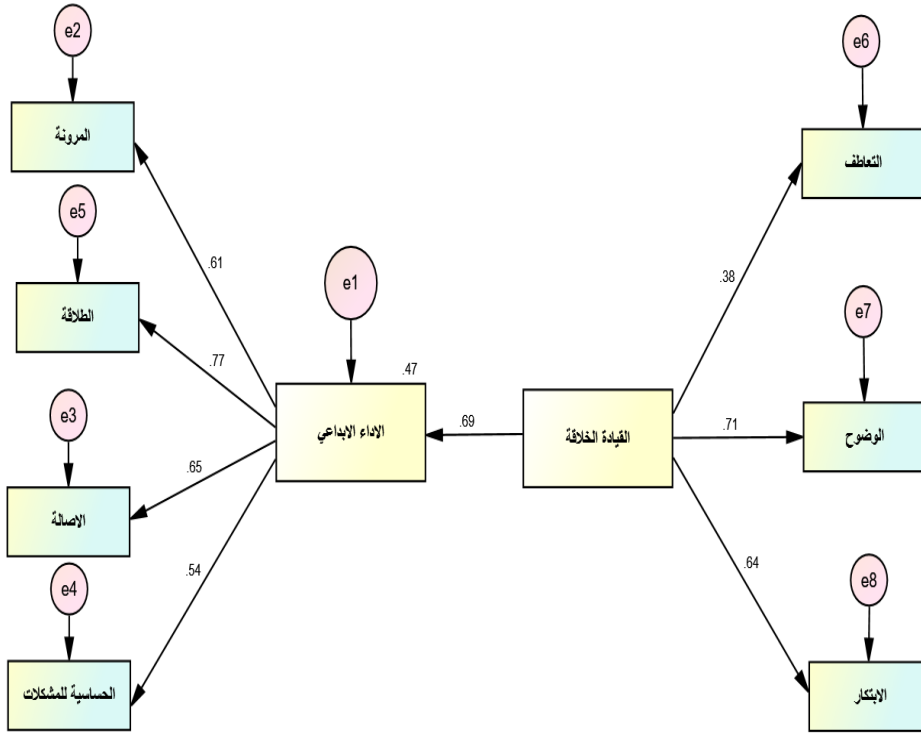 e2
e6
المرونة
التعاطف
e5
.61
.38
e1
e7
الطلاقة
.77
.47
e3
.69
القيادة الخلاقة
الاداء الابداعي
.71
الوضوح
.65
الاصالة
.54
.64
e4
e8
الحساسية للمشكلات
الابتكار